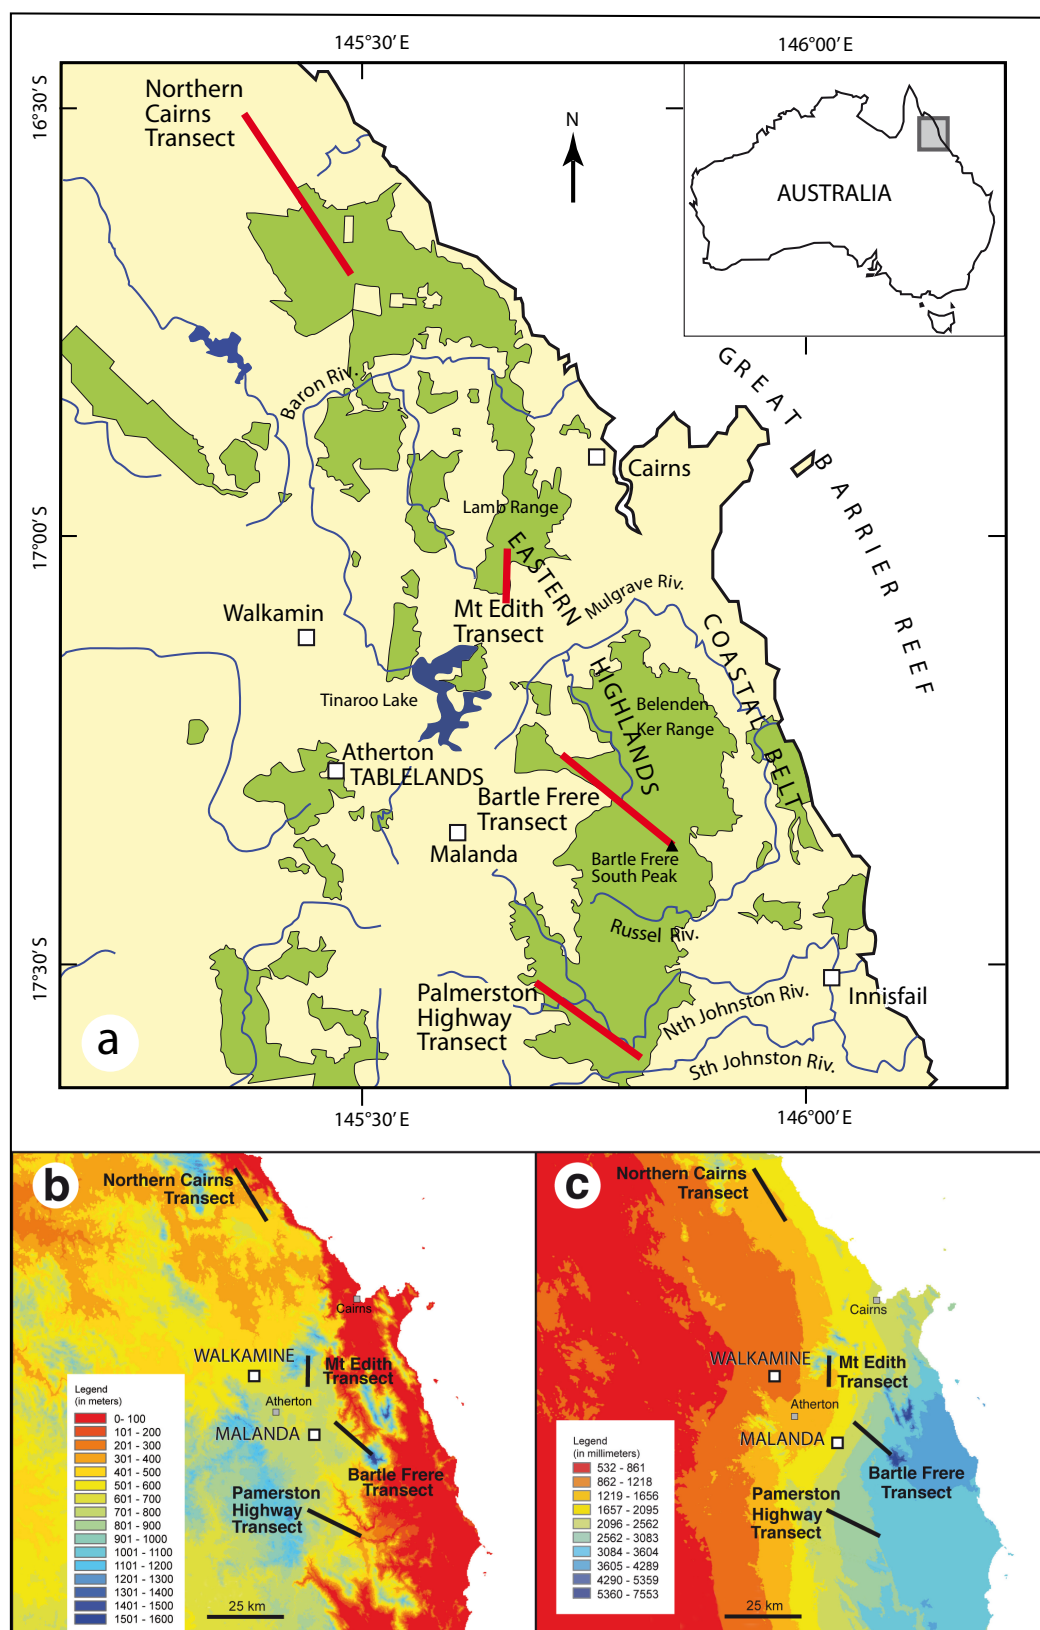 145°30′ E
146°00′ E
16°30′ S
17°00′ S
17°30′ S
Northern
Cairns
Transect
N
AUSTRALIA
GREAT BARRIER REEF
Baron Riv.
Cairns
Lamb Range
EASTERN HIGHLANDS
Mulgrave Riv.
COASTAL BELT
Walkamin
Mt Edith
Transect
Tinaroo Lake
Belenden
Ker Range
Atherton
TABLELANDS
Bartle Frere
Transect
Malanda
Bartle Frere
South Peak
Russel Riv.
Palmerston
Highway
Transect
Nth Johnston Riv.
Innisfail
Sth Johnston Riv.
a
145°30′ E
146°00′ E
b
Northern Cairns
Transect
Cairns
WALKAMINE
Mt Edith
Transect
Atherton
MALANDA
Bartle Frere
Transect
Pamerston
Highway
Transect
Legend
(in meters)
0- 100
101 - 200
201 - 300
301 - 400
401 - 500
501 - 600
601 - 700
701 - 800
801 - 900
901 - 1000
1001 - 1100
1101 - 1200
1201 - 1300
1301 - 1400
1401 - 1500
1501 - 1600
25 km
c
Northern Cairns
Transect
Cairns
WALKAMINE
Mt Edith
Transect
Atherton
MALANDA
Bartle Frere
Transect
Pamerston
Highway
Transect
Legend
(in millimeters)
532 - 861
862 - 1218
1219 - 1656
1657 - 2095
2096 - 2562
2562 - 3083
3084 - 3604
3605 - 4289
4290 - 5359
5360 - 7553
25 km